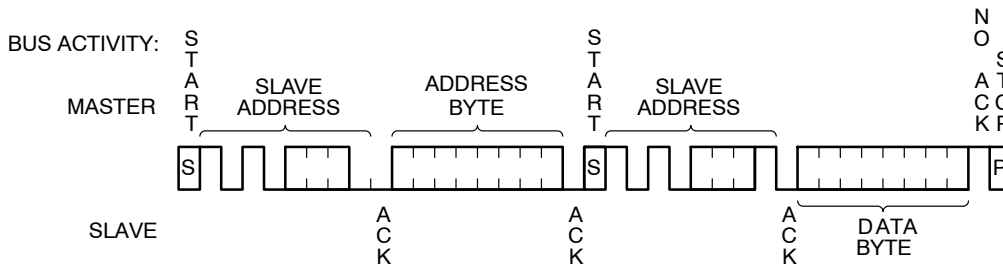 BUS ACTIVITY:
MASTER
SLAVE
START
SLAVE
ADDRESS
ADDRESS
BYTE
START
SLAVE
ADDRESS
NO ACK
STOP
S
S
P
ACK
ACK
ACK
DATA
BYTE